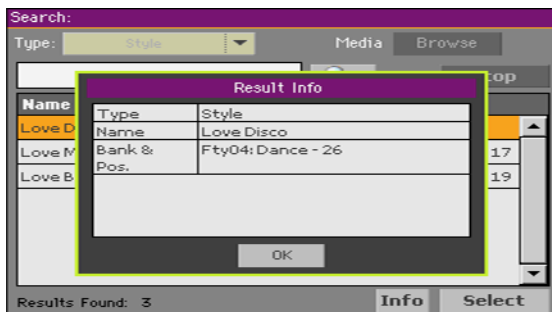 Search:
Type: Style Media Browse
top
Result Info
Name
Type Style
Name Love Disco
Bank & Fty04: Dance - 26
Pos.
Love D
Love M 17
Love B 19
OK
Results Found: 3 Info Select